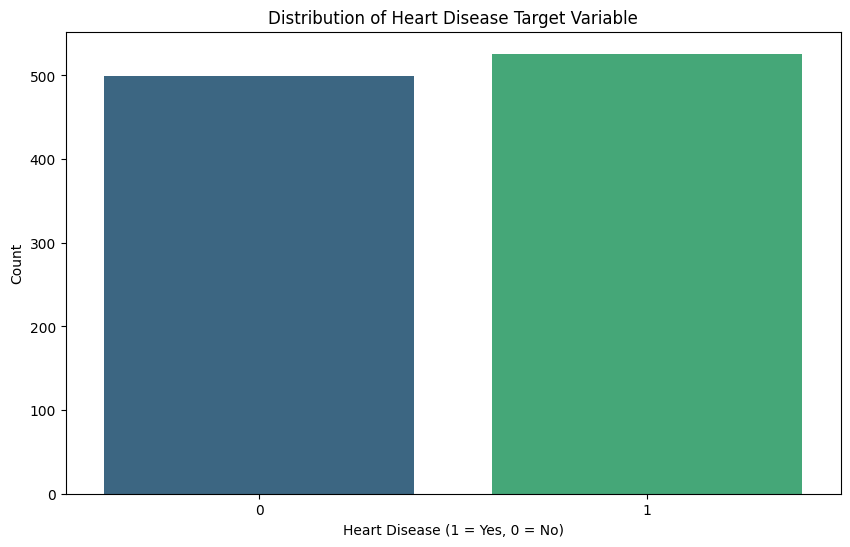 Distribution of Heart Disease Target Variable
500
400
300
200
100
0
Count
0 1
Heart Disease (1 = Yes, 0 = No)